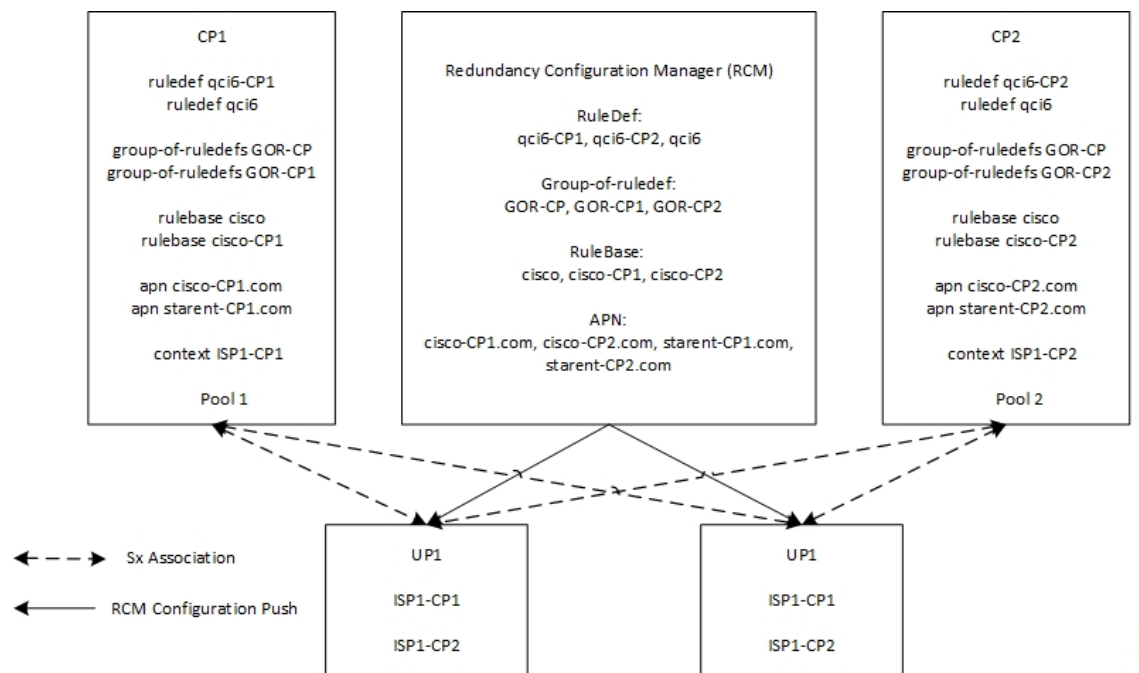 CP1
ruledef qci6-CP1
ruledef qci6
group-of-ruledefs GOR-CP
group-of-ruledefs GOR-CP1
rulebase cisco
rulebase cisco-CP1
apn cisco-CP1.com
apn starent-CP1.com
context ISP1-CP1
Pool 1
Redundancy Configuration Manager (RCM)
RuleDef:
qci6-CP1, qci6-CP2, qci6
Group-of-ruledef:
GOR-CP, GOR-CP1, GOR-CP2
RuleBase:
cisco, cisco-CP1, cisco-CP2
APN:
cisco-CP1.com, cisco-CP2.com, starent-CP1.com,
starent-CP2.com
CP2
ruledef qci6-CP2
ruledef qci6
group-of-ruledefs GOR-CP
group-of-ruledefs GOR-CP2
rulebase cisco
rulebase cisco-CP2
apn cisco-CP2.com
apn starent-CP2.com
context ISP1-CP2
Pool 2
Sx Association
RCM Configuration Push
UP1
ISP1-CP1
ISP1-CP2
UP1
ISP1-CP1
ISP1-CP2